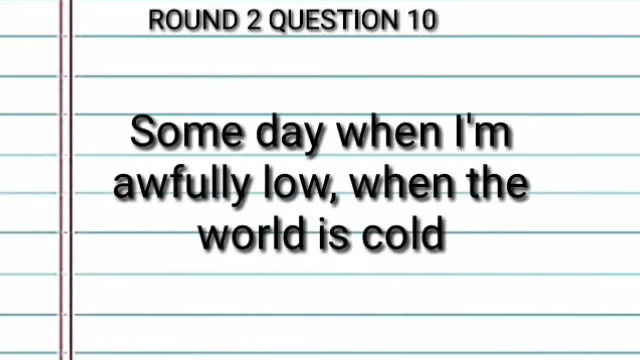 ROUND 2 QUESTION 10
Some day when I'm
awfully low, when the
world is cold